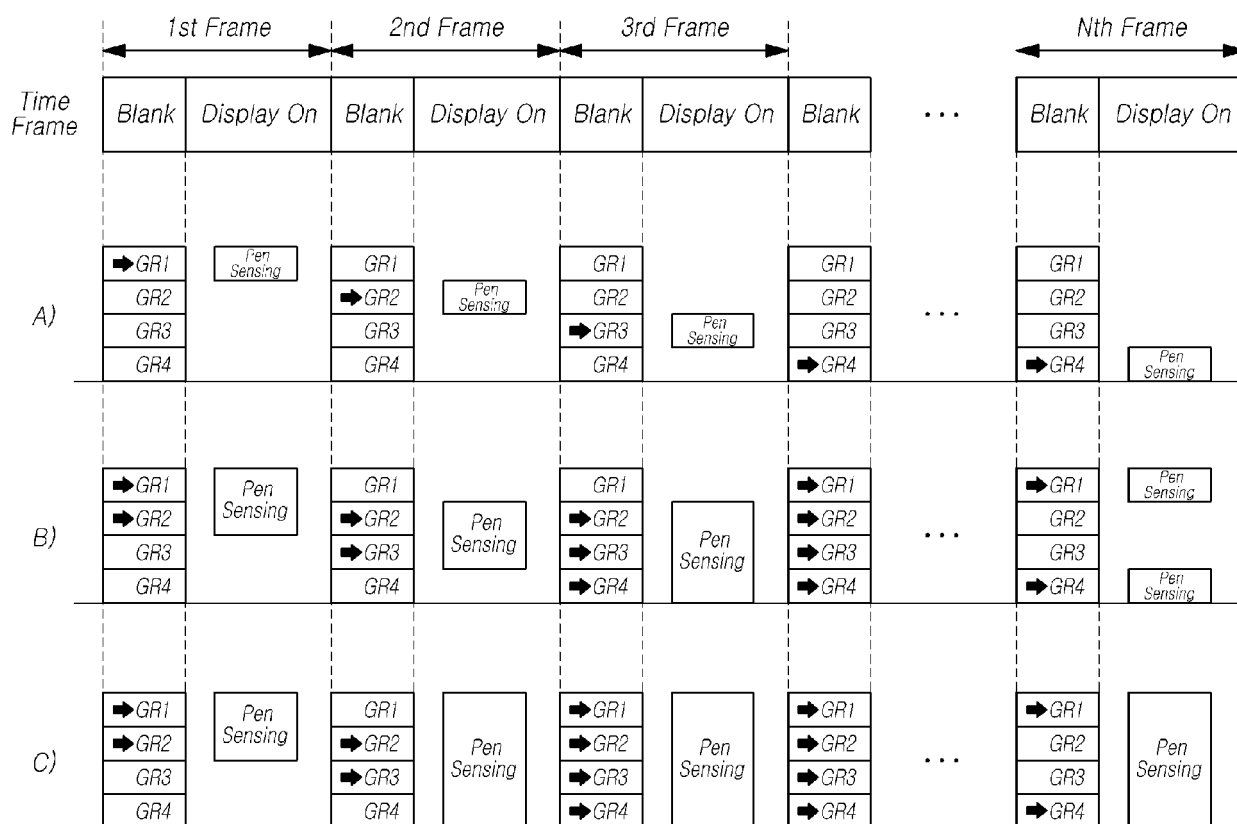 1st Frame 2nd Frame 3rd Frame Nth Frame
Time
Frame
Blank Display On Blank Display On Blank Display On Blank ... Blank Display On
A)
GR1 Pen Sensing GR1 GR1 GR1 GR1
GR2 GR2 Pen Sensing GR2 GR2 GR2
GR3 GR3 GR3 Pen Sensing GR3 ... GR3
GR4 GR4 GR4 GR4 GR4 Pen Sensing
B)
GR1 Pen Sensing GR1 GR1 GR1 GR1 Pen Sensing
GR2 GR2 Pen Sensing GR2 Pen Sensing GR2 GR2
GR3 GR3 GR3 GR3 ... GR3
GR4 GR4 GR4 GR4 GR4 Pen Sensing
C)
GR1 Pen Sensing GR1 Pen Sensing GR1 Pen Sensing GR1 GR1 Pen Sensing
GR2 GR2 GR2 GR2 GR2
GR3 GR3 GR3 GR3 ... GR3
GR4 GR4 GR4 GR4 GR4